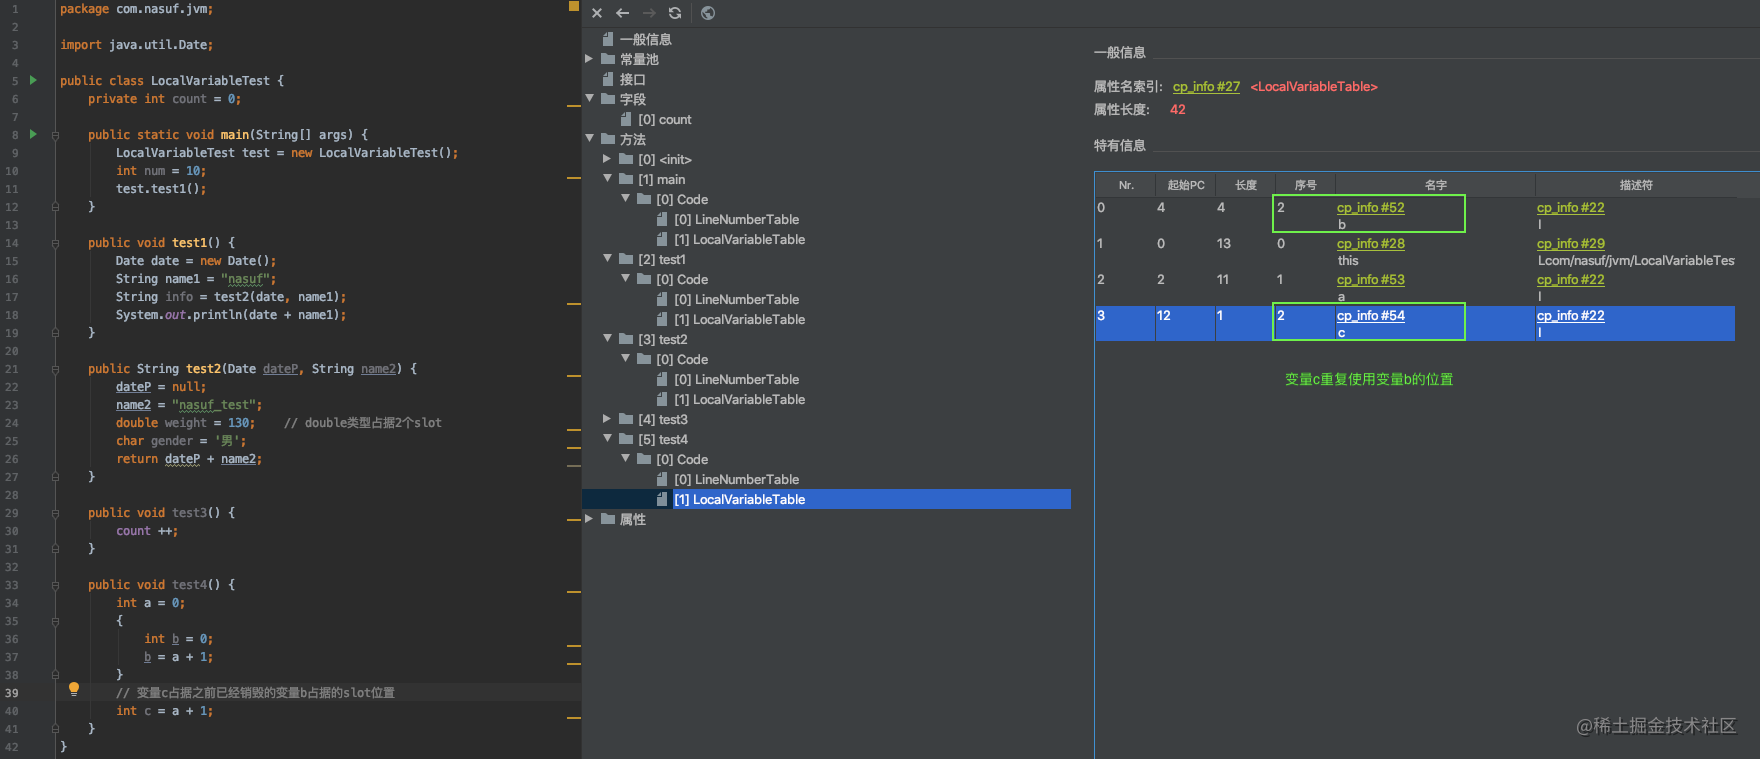 1 package com.nasuf.jvm;
2
3 import java.util.Date;
4
5 public class LocalVariableTest {
6 private int count = 0;
7
8 public static void main(String[] args) {
9 LocalVariableTest test = new LocalVariableTest();
10 int num = 10;
11 test.test1();
12 }
13
14 public void test1() {
15 Date date = new Date();
16 String name1 = "nasuf";
17 String info = test2(date, name1);
18 System.out.println(date + name1);
19 }
20
21 public String test2(Date dateP, String name2) {
22 dateP = null;
23 name2 = "nasuf_test";
24 double weight = 130; // double类型占据2个slot
25 char gender = '男';
26 return dateP + name2;
27 }
28
29 public void test3() {
30 count ++;
31 }
32
33 public void test4() {
34 int a = 0;
35 {
36 int b = 0;
37 b = a + 1;
38 }
39 // 变量c占据之前已经销毁的变量b占据的slot位置
40 int c = a + 1;
41 }
42 }
一般信息
常量池
接口
字段
[0] count
方法
[0] <init>
[1] main
[0] Code
[0] LineNumberTable
[1] LocalVariableTable
[2] test1
[0] Code
[0] LineNumberTable
[1] LocalVariableTable
[3] test2
[0] Code
[0] LineNumberTable
[1] LocalVariableTable
[4] test3
[5] test4
[0] Code
[0] LineNumberTable
[1] LocalVariableTable
属性
一般信息
属性名索引: cp_info #27 <LocalVariableTable>
属性长度: 42
特有信息
Nr. 起始PC 长度 序号 名字 描述符
0 4 4 2 cp_info #52 cp_info #22
b I
1 0 13 0 cp_info #28 cp_info #29
this Lcom/nasuf/jvm/LocalVariableTes
2 2 11 1 cp_info #53 cp_info #22
a I
3 12 1 2 cp_info #54 cp_info #22
c I
变量c重复使用变量b的位置
@稀土掘金技术社区